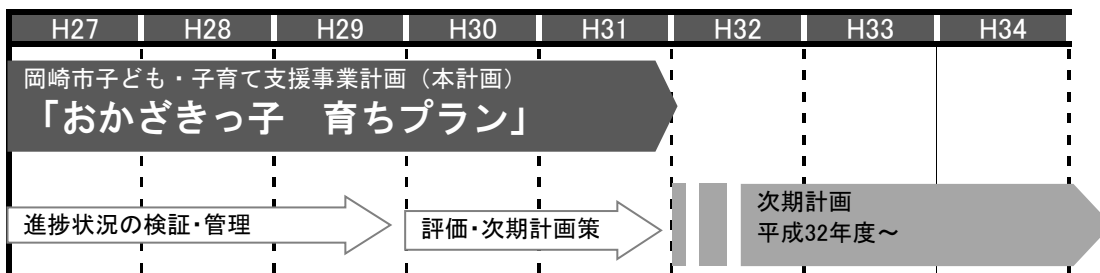 H27 H28 H29 H30 H31 H32 H33 H34
岡崎市子ども・子育て支援事業計画（本計画）
「おかざきっ子　育ちプラン」
進捗状況の検証・管理
評価・次期計画策
次期計画
平成32年度～